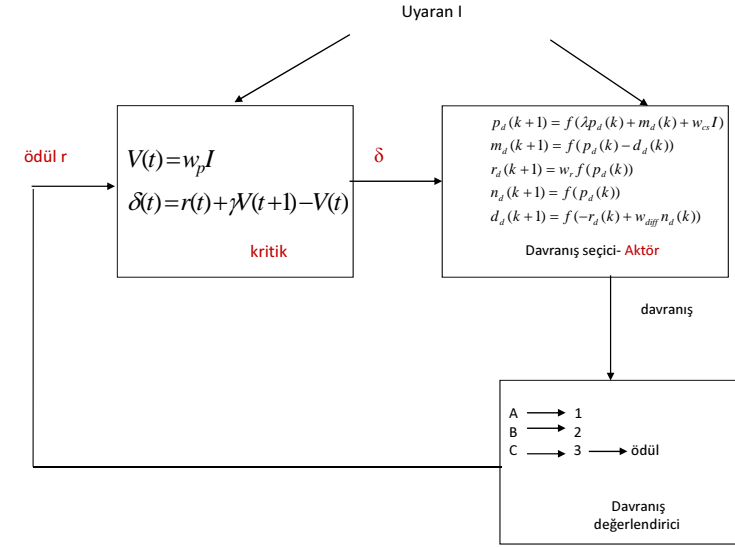 Uyaran I
ödül r
V(t)=w_pI
δ(t)=r(t)+γV(t+1)−V(t)
kritik
δ
p_d(k+1) = f(λp_d(k)+m_d(k)+w_cs I)
m_d(k+1) = f(p_d(k)−d_d(k))
r_d(k+1) = w_r f(p_d(k))
n_d(k+1) = f(p_d(k))
d_d(k+1) = f(−r_d(k)+w_diff n_d(k))
Davranış seçici- Aktör
davranış
A → 1
B → 2
C → 3 → ödül
Davranış
değerlendirici